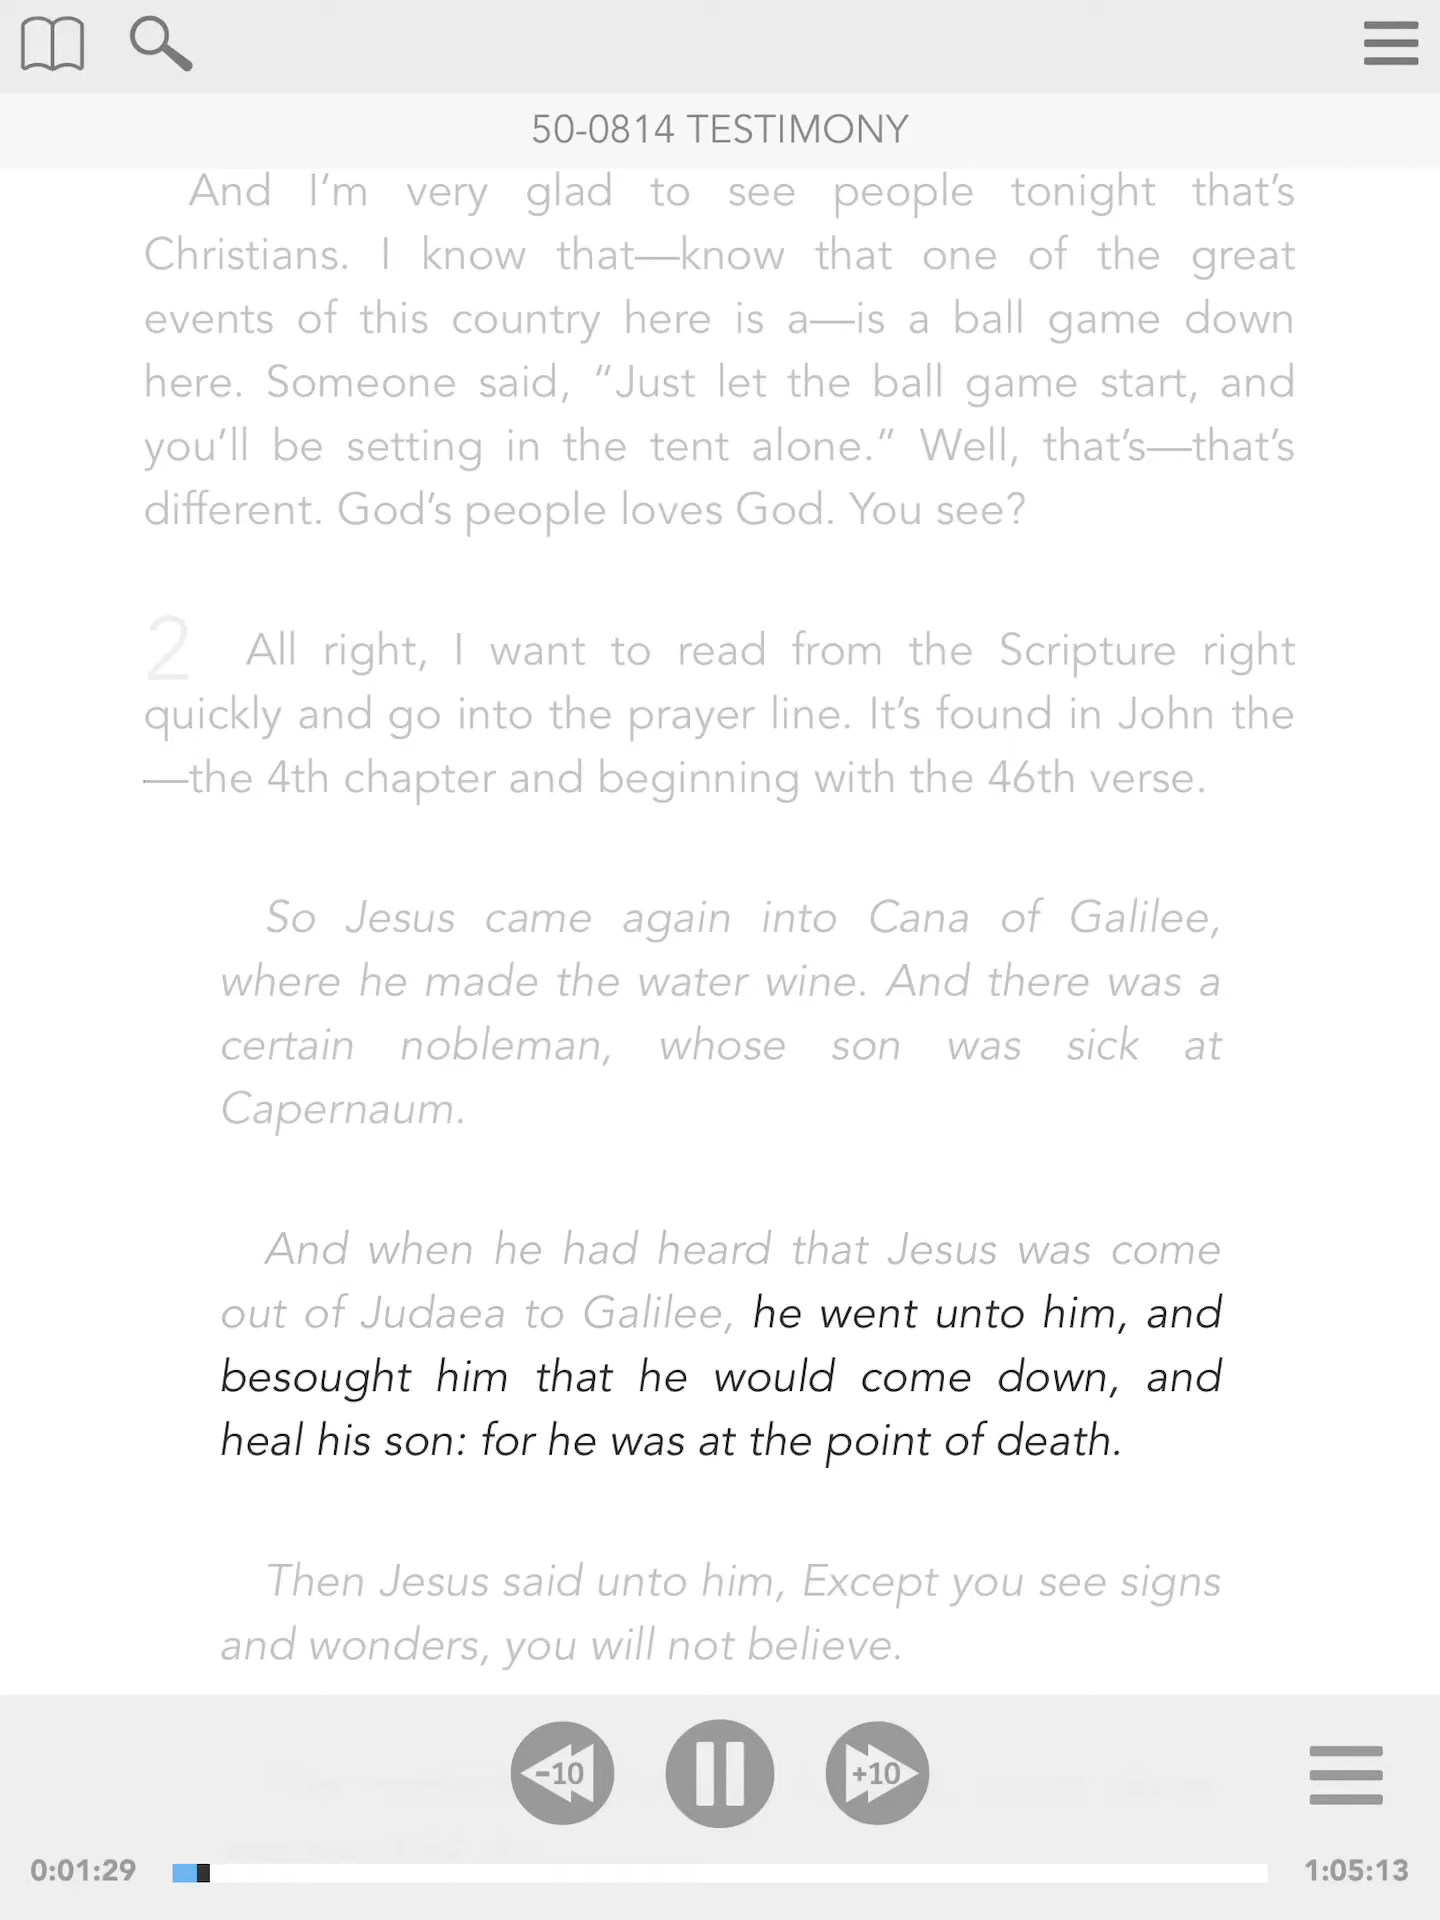 50-0814 TESTIMONY
And I’m very glad to see people tonight that’s
Christians. I know that—know that one of the great
events of this country here is a—is a ball game down
here. Someone said, “Just let the ball game start, and
you’ll be setting in the tent alone.” Well, that’s—that’s
different. God’s people loves God. You see?
2 All right, I want to read from the Scripture right
quickly and go into the prayer line. It’s found in John the
—the 4th chapter and beginning with the 46th verse.
So Jesus came again into Cana of Galilee,
where he made the water wine. And there was a
certain nobleman, whose son was sick at
Capernaum.
And when he had heard that Jesus was come
out of Judaea to Galilee, he went unto him, and
besought him that he would come down, and
heal his son: for he was at the point of death.
Then Jesus said unto him, Except you see signs
and wonders, you will not believe.
-10 +10
0:01:29 1:05:13